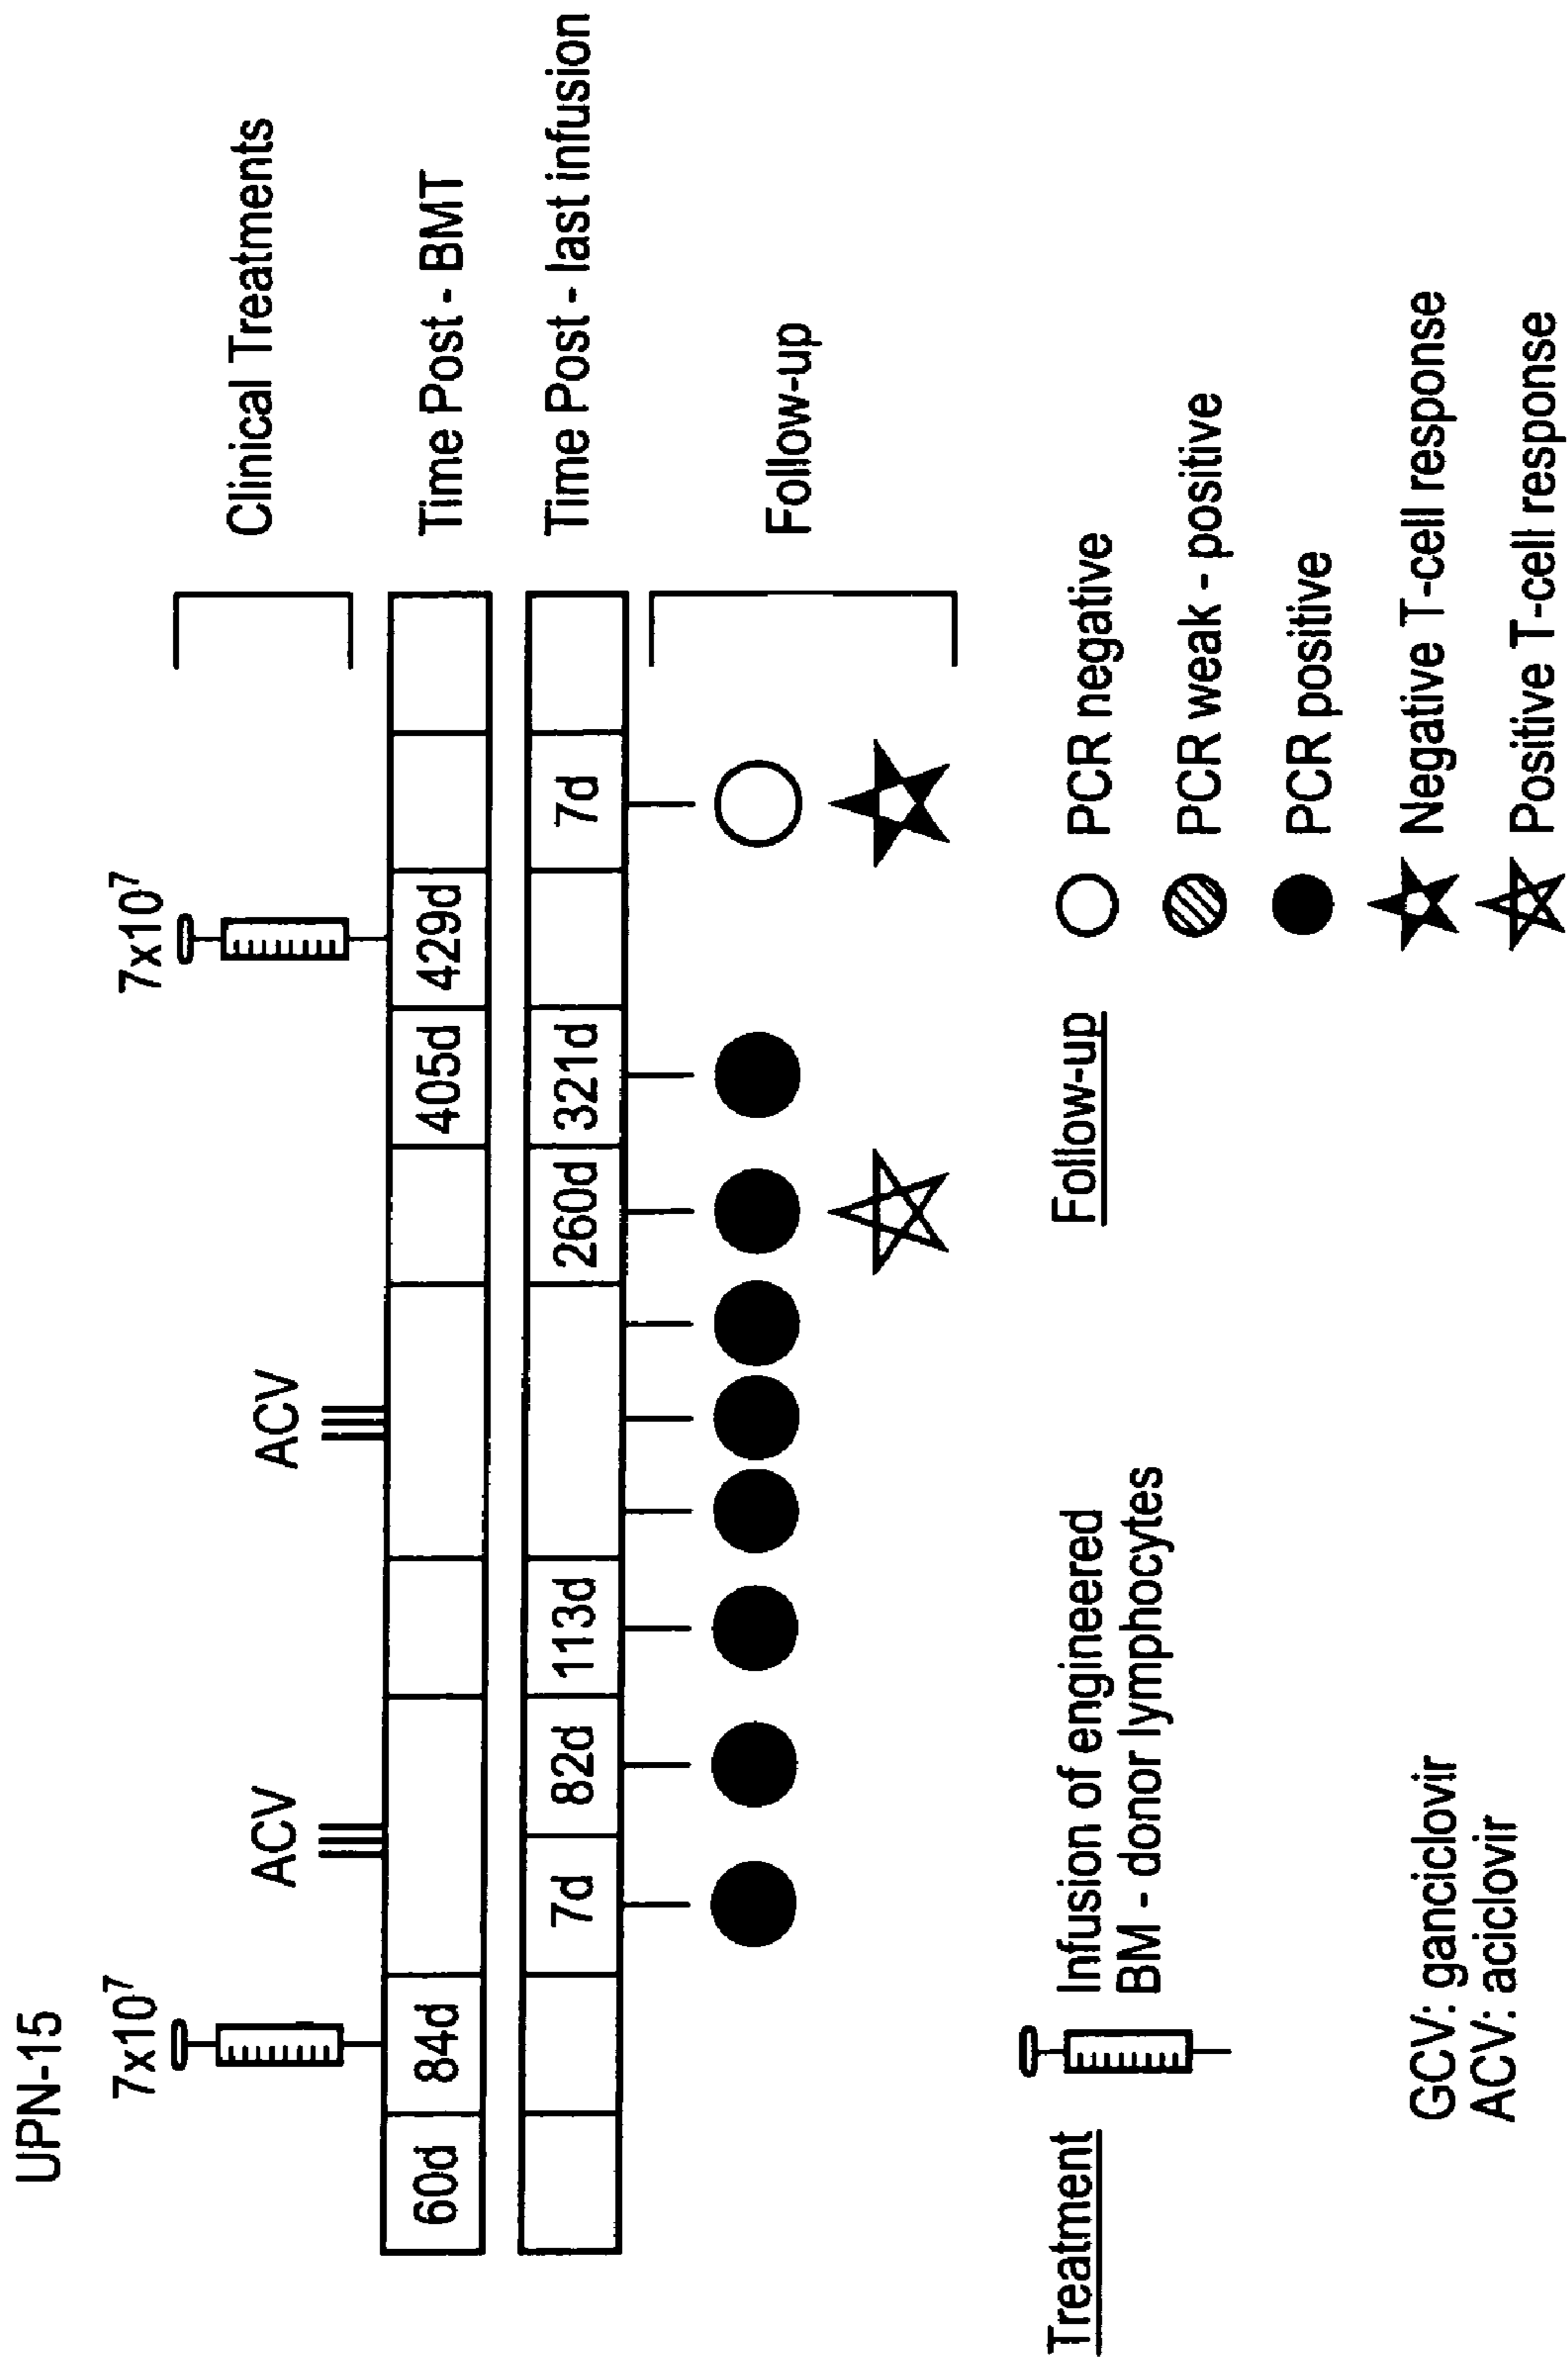 UPN-15
7x10⁷
ACV
ACV
7x10⁷
Clinical Treatments
60d 84d 405d 429d
Time Post - BMT
7d 82d 113d 260d 321d 7d
Time Post - last infusion
Follow-up
Treatment
Infusion of engineered
BM - donor lymphocytes
GCV: ganciclovir
ACV: aciclovir
Follow-up
PCR negative
PCR weak - positive
PCR positive
Negative T-cell response
Positive T-cell response